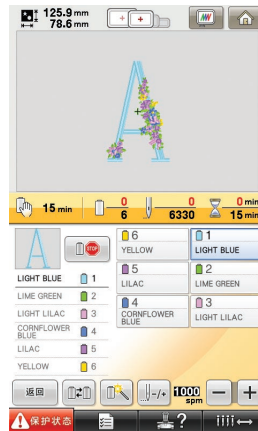 125.9 mm
78.6 mm
15 min
0 0 0 min
6 6330 15 min
STOP
LIGHT BLUE 1
LIME GREEN 2
LIGHT LILAC 3
CORNFLOWER BLUE 4
LILAC 5
YELLOW 6
6
YELLOW
1
LIGHT BLUE
5
LILAC
2
LIME GREEN
4
CORNFLOWER
BLUE
3
LIGHT LILAC
返回
-/+
1000
spm
保护状态
?